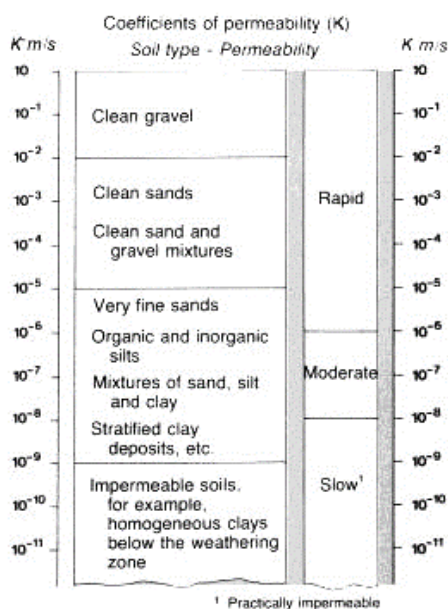 Coefficients of permeability (K)
Soil type - Permeability
K m/s
K m/s
10
10⁻¹
10⁻²
10⁻³
10⁻⁴
10⁻⁵
10⁻⁶
10⁻⁷
10⁻⁸
10⁻⁹
10⁻¹⁰
10⁻¹¹
Clean gravel
Clean sands
Clean sand and
gravel mixtures
Very fine sands
Organic and inorganic
silts
Mixtures of sand, silt
and clay
Stratified clay
deposits, etc.
Impermeable soils,
for example,
homogeneous clays
below the weathering
zone
Rapid
Moderate
Slow¹
10
10⁻¹
10⁻²
10⁻³
10⁻⁴
10⁻⁵
10⁻⁶
10⁻⁷
10⁻⁸
10⁻⁹
10⁻¹⁰
10⁻¹¹
¹ Practically impermeable